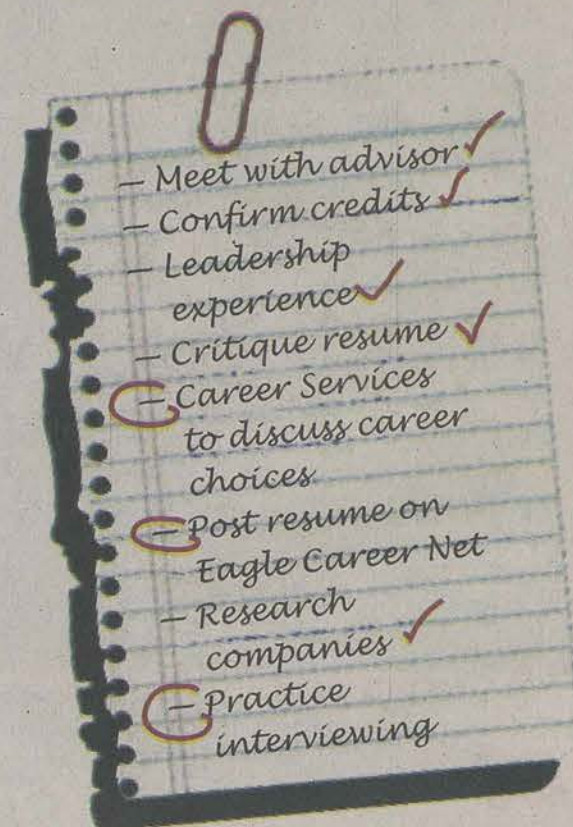 – Meet with advisor
– Confirm credits
– Leadership
experience
– Critique resume
– Career Services
to discuss career
choices
– Post resume on
Eagle Career Net
– Research
companies
– Practice
interviewing